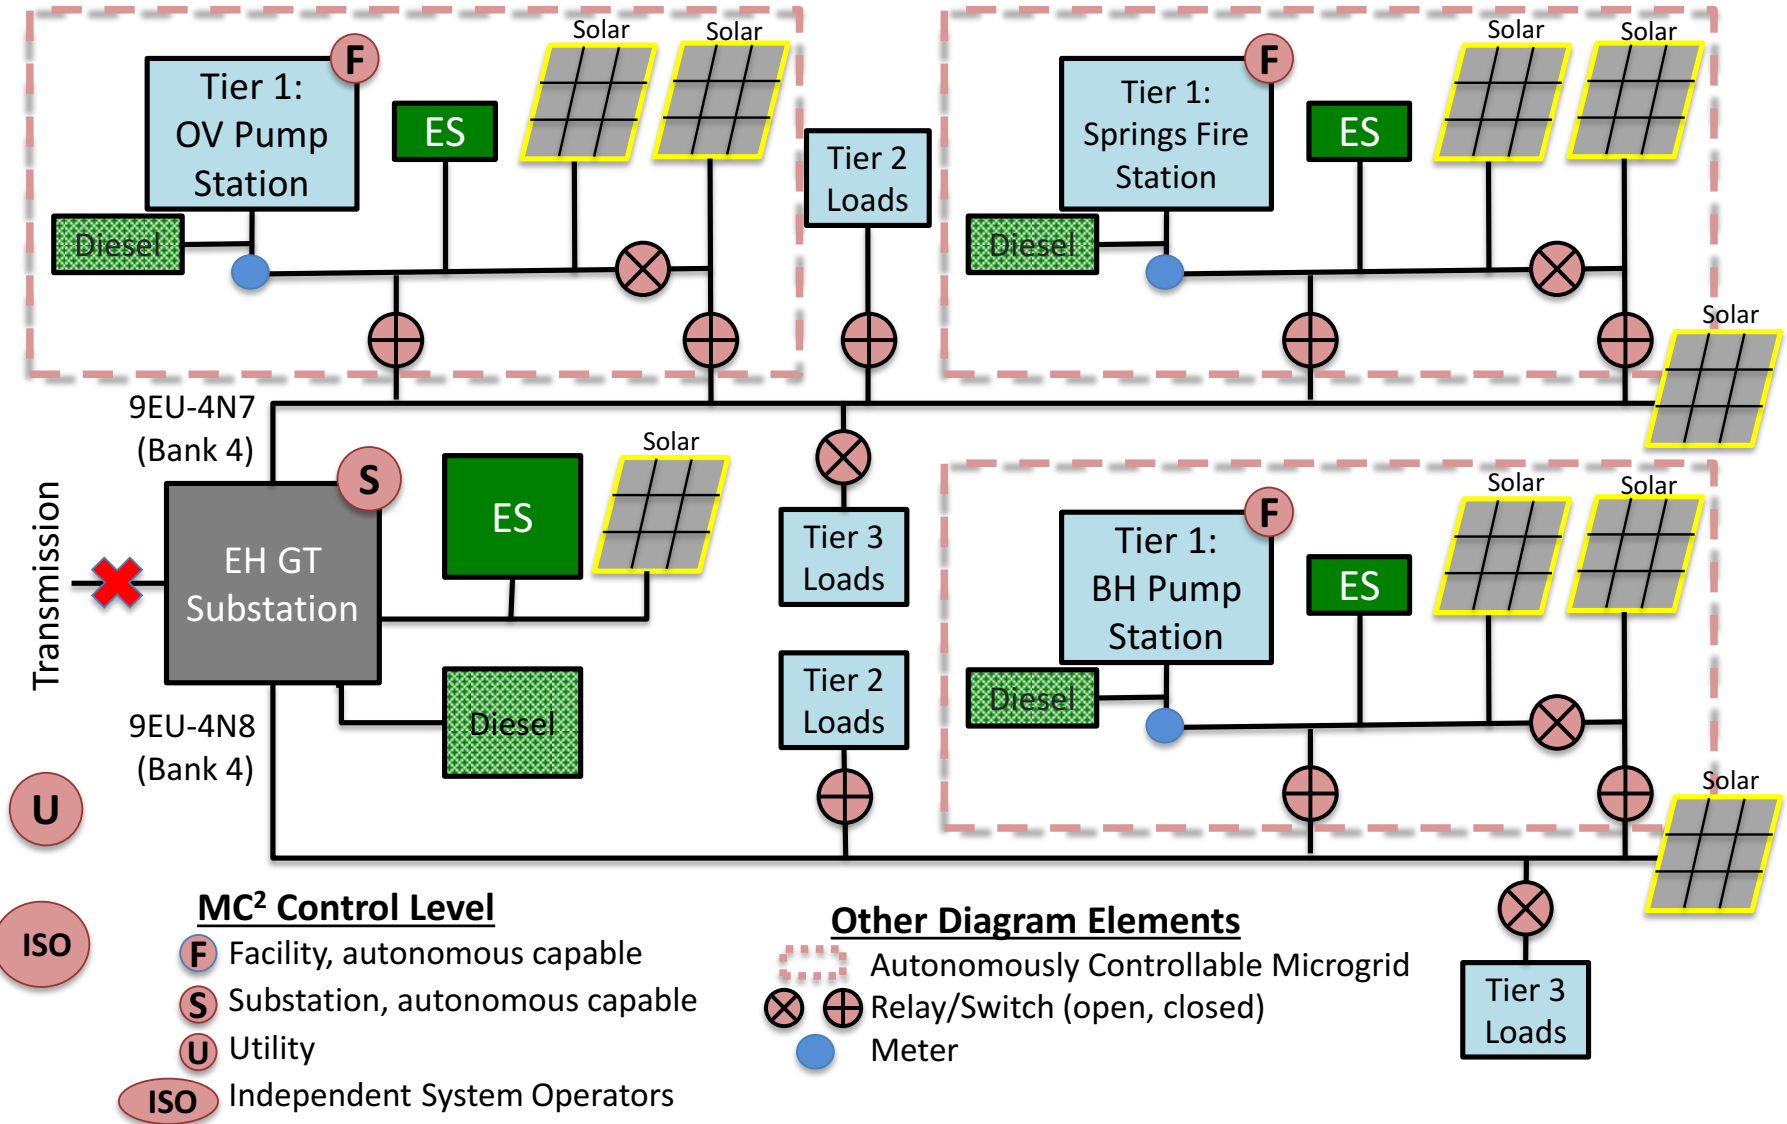 Solar
Solar
F
Tier 1:
OV Pump
Station
ES
Diesel
Tier 2
Loads
Solar
Solar
F
Tier 1:
Springs Fire
Station
ES
Diesel
Solar
9EU-4N7
(Bank 4)
Transmission
S
EH GT
Substation
ES
Solar
Diesel
9EU-4N8
(Bank 4)
Tier 3
Loads
Tier 2
Loads
Solar
Solar
F
Tier 1:
BH Pump
Station
ES
Diesel
Solar
Tier 3
Loads
U
ISO
MC² Control Level
F Facility, autonomous capable
S Substation, autonomous capable
U Utility
ISO Independent System Operators
Other Diagram Elements
Autonomously Controllable Microgrid
Relay/Switch (open, closed)
Meter